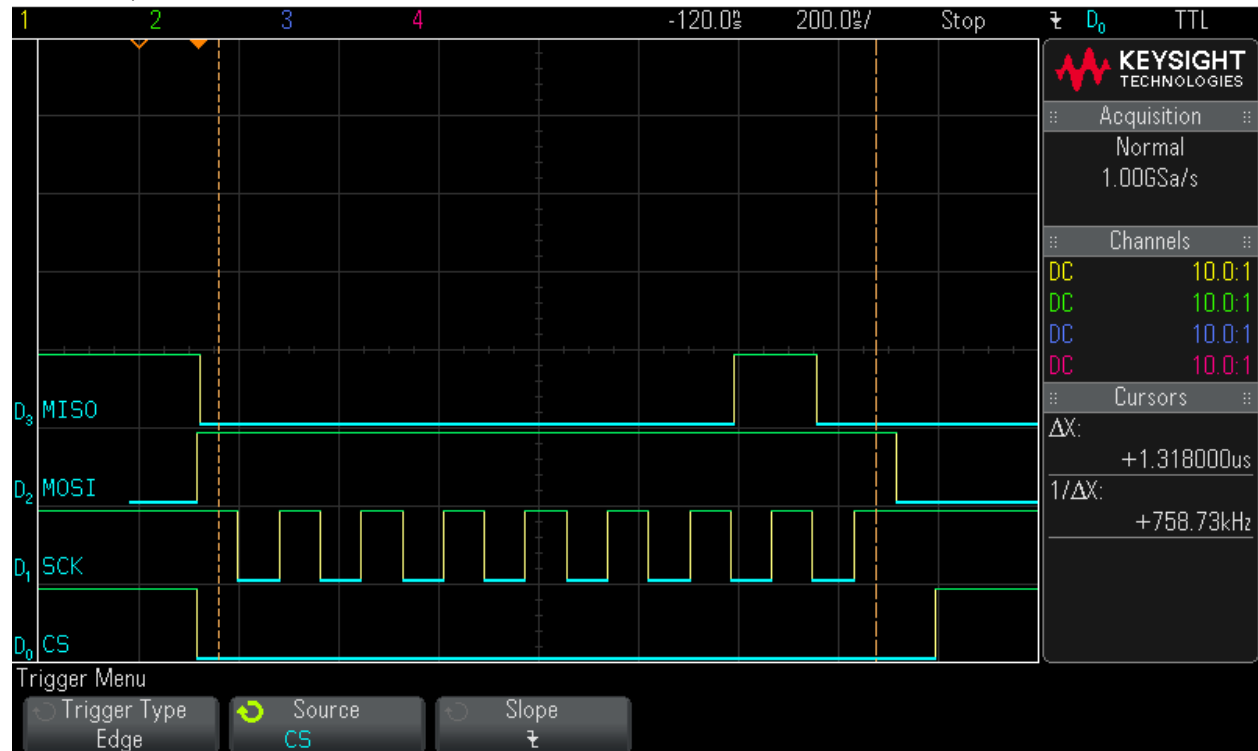 1 2 3 4 -120.0ns 200.0ns/ Stop D0 TTL
KEYSIGHT
TECHNOLOGIES
Acquisition
Normal
1.00GSa/s
Channels
DC 10.0:1
DC 10.0:1
DC 10.0:1
DC 10.0:1
Cursors
ΔX:
+1.318000us
1/ΔX:
+758.73kHz
D3 MISO
D2 MOSI
D1 SCK
D0 CS
Trigger Menu
Trigger Type Source Slope
Edge CS